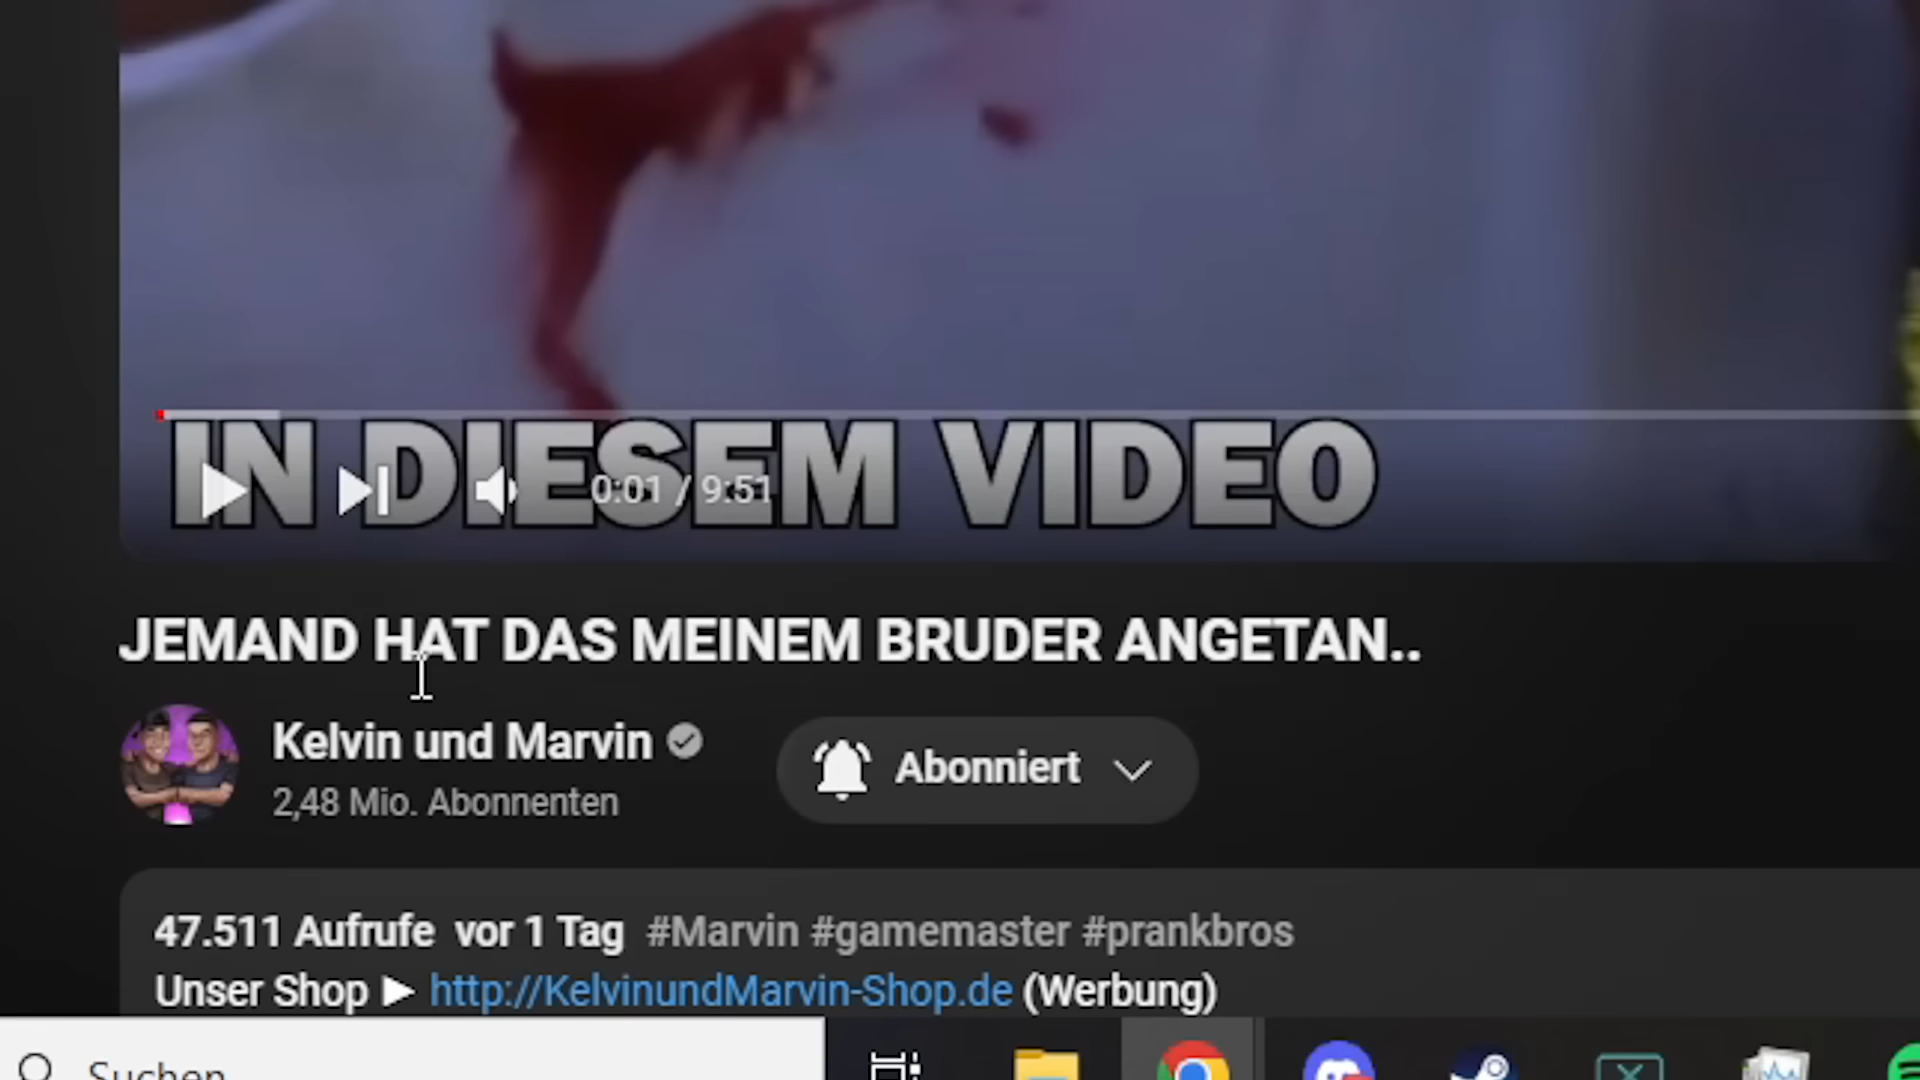 IN DIESEM VIDEO
0:01 / 9:51
JEMAND HAT DAS MEINEM BRUDER ANGETAN..
Kelvin und Marvin
2,48 Mio. Abonnenten
Abonniert
47.511 Aufrufe vor 1 Tag #Marvin #gamemaster #prankbros
Unser Shop ► http://KelvinundMarvin-Shop.de (Werbung)
Suchen